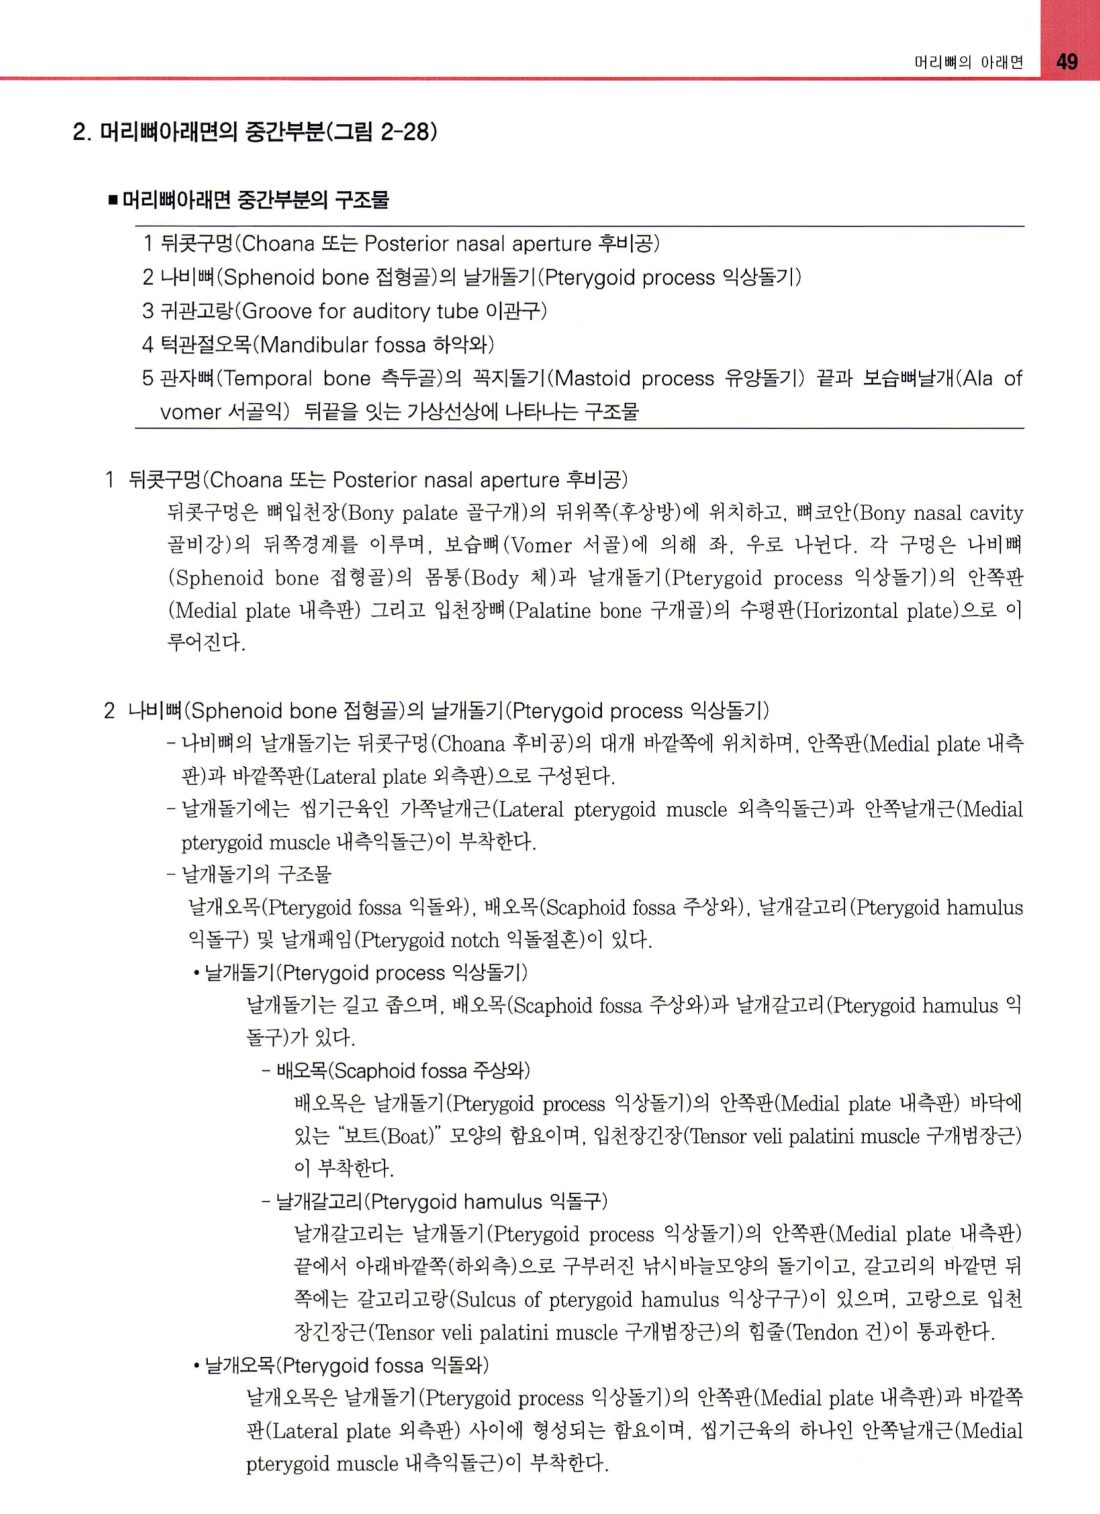 머리뼈의 아래면 49
2. 머리뼈아래면의 중간부분(그림 2-28)
■ 머리뼈아래면 중간부분의 구조물
1 뒤콧구멍(Choana 또는 Posterior nasal aperture 후비공)
2 나비뼈(Sphenoid bone 접형골)의 날개돌기(Pterygoid process 익상돌기)
3 귀관고랑(Groove for auditory tube 이관구)
4 턱관절오목(Mandibular fossa 하악와)
5 관자뼈(Temporal bone 측두골)의 꼭지돌기(Mastoid process 유양돌기) 끝과 보습뼈날개(Ala of
vomer 서골익) 뒤끝을 잇는 가상선상에 나타나는 구조물
1 뒤콧구멍(Choana 또는 Posterior nasal aperture 후비공)
뒤콧구멍은 뼈입천장(Bony palate 골구개)의 뒤위쪽(후상방)에 위치하고, 뼈코안(Bony nasal cavity
골비강)의 뒤쪽경계를 이루며, 보습뼈(Vomer 서골)에 의해 좌, 우로 나뉜다. 각 구멍은 나비뼈
(Sphenoid bone 접형골)의 몸통(Body 체)과 날개돌기(Pterygoid process 익상돌기)의 안쪽판
(Medial plate 내측판) 그리고 입천장뼈(Palatine bone 구개골)의 수평판(Horizontal plate)으로 이
루어진다.
2 나비뼈(Sphenoid bone 접형골)의 날개돌기(Pterygoid process 익상돌기)
- 나비뼈의 날개돌기는 뒤콧구멍(Choana 후비공)의 대개 바깥쪽에 위치하며, 안쪽판(Medial plate 내측
판)과 바깥쪽판(Lateral plate 외측판)으로 구성된다.
- 날개돌기에는 씹기근육인 가쪽날개근(Lateral pterygoid muscle 외측익돌근)과 안쪽날개근(Medial
pterygoid muscle 내측익돌근)이 부착한다.
- 날개돌기의 구조물
날개오목(Pterygoid fossa 익돌와), 배오목(Scaphoid fossa 주상와), 날개갈고리(Pterygoid hamulus
익돌구) 및 날개패임(Pterygoid notch 익돌절흔)이 있다.
• 날개돌기(Pterygoid process 익상돌기)
날개돌기는 길고 좁으며, 배오목(Scaphoid fossa 주상와)과 날개갈고리(Pterygoid hamulus 익
돌구)가 있다.
- 배오목(Scaphoid fossa 주상와)
배오목은 날개돌기(Pterygoid process 익상돌기)의 안쪽판(Medial plate 내측판) 바닥에
있는 “보트(Boat)” 모양의 함요이며, 입천장긴장(Tensor veli palatini muscle 구개범장근)
이 부착한다.
- 날개갈고리(Pterygoid hamulus 익돌구)
날개갈고리는 날개돌기(Pterygoid process 익상돌기)의 안쪽판(Medial plate 내측판)
끝에서 아래바깥쪽(하외측)으로 구부러진 낚시바늘모양의 돌기이고, 갈고리의 바깥면 뒤
쪽에는 갈고리고랑(Sulcus of pterygoid hamulus 익상구구)이 있으며, 고랑으로 입천
장긴장근(Tensor veli palatini muscle 구개범장근)의 힘줄(Tendon 건)이 통과한다.
• 날개오목(Pterygoid fossa 익돌와)
날개오목은 날개돌기(Pterygoid process 익상돌기)의 안쪽판(Medial plate 내측판)과 바깥쪽
판(Lateral plate 외측판) 사이에 형성되는 함요이며, 씹기근육의 하나인 안쪽날개근(Medial
pterygoid muscle 내측익돌근)이 부착한다.